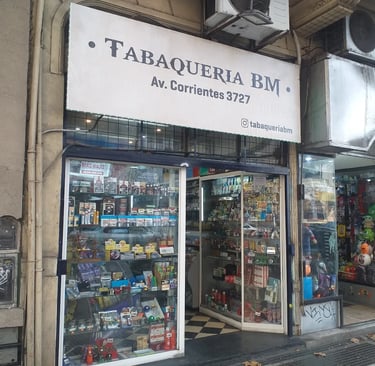 • TABAQUERIA BM •
Av. Corrientes 3727
tabaqueriabm